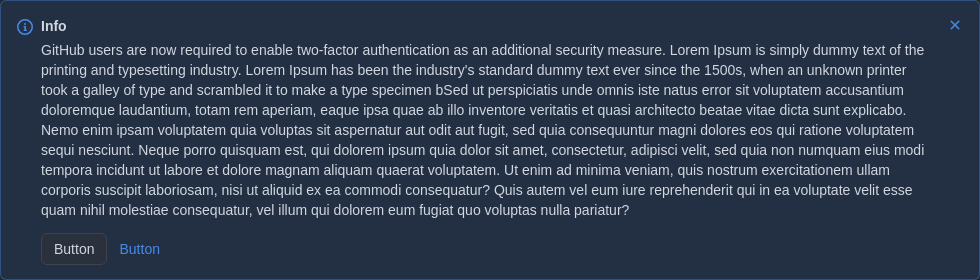 Info
GitHub users are now required to enable two-factor authentication as an additional security measure. Lorem Ipsum is simply dummy text of the
printing and typesetting industry. Lorem Ipsum has been the industry's standard dummy text ever since the 1500s, when an unknown printer
took a galley of type and scrambled it to make a type specimen bSed ut perspiciatis unde omnis iste natus error sit voluptatem accusantium
doloremque laudantium, totam rem aperiam, eaque ipsa quae ab illo inventore veritatis et quasi architecto beatae vitae dicta sunt explicabo.
Nemo enim ipsam voluptatem quia voluptas sit aspernatur aut odit aut fugit, sed quia consequuntur magni dolores eos qui ratione voluptatem
sequi nesciunt. Neque porro quisquam est, qui dolorem ipsum quia dolor sit amet, consectetur, adipisci velit, sed quia non numquam eius modi
tempora incidunt ut labore et dolore magnam aliquam quaerat voluptatem. Ut enim ad minima veniam, quis nostrum exercitationem ullam
corporis suscipit laboriosam, nisi ut aliquid ex ea commodi consequatur? Quis autem vel eum iure reprehenderit qui in ea voluptate velit esse
quam nihil molestiae consequatur, vel illum qui dolorem eum fugiat quo voluptas nulla pariatur?
Button Button